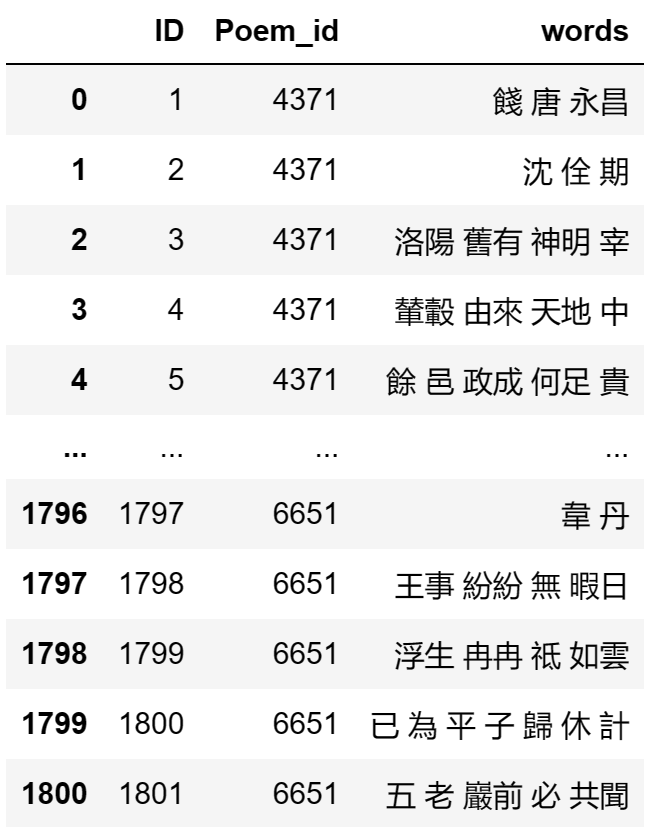 ID Poem_id words
0 1 4371 餞 唐 永昌
1 2 4371 沈 佺 期
2 3 4371 洛陽 舊有 神明 宰
3 4 4371 輦轂 由來 天地 中
4 5 4371 餘 邑 政成 何足 貴
... ... ... ...
1796 1797 6651 韋 丹
1797 1798 6651 王事 紛紛 無 暇日
1798 1799 6651 浮生 冉冉 祗 如雲
1799 1800 6651 已 為 平 子 歸 休 計
1800 1801 6651 五 老 巖前 必 共聞